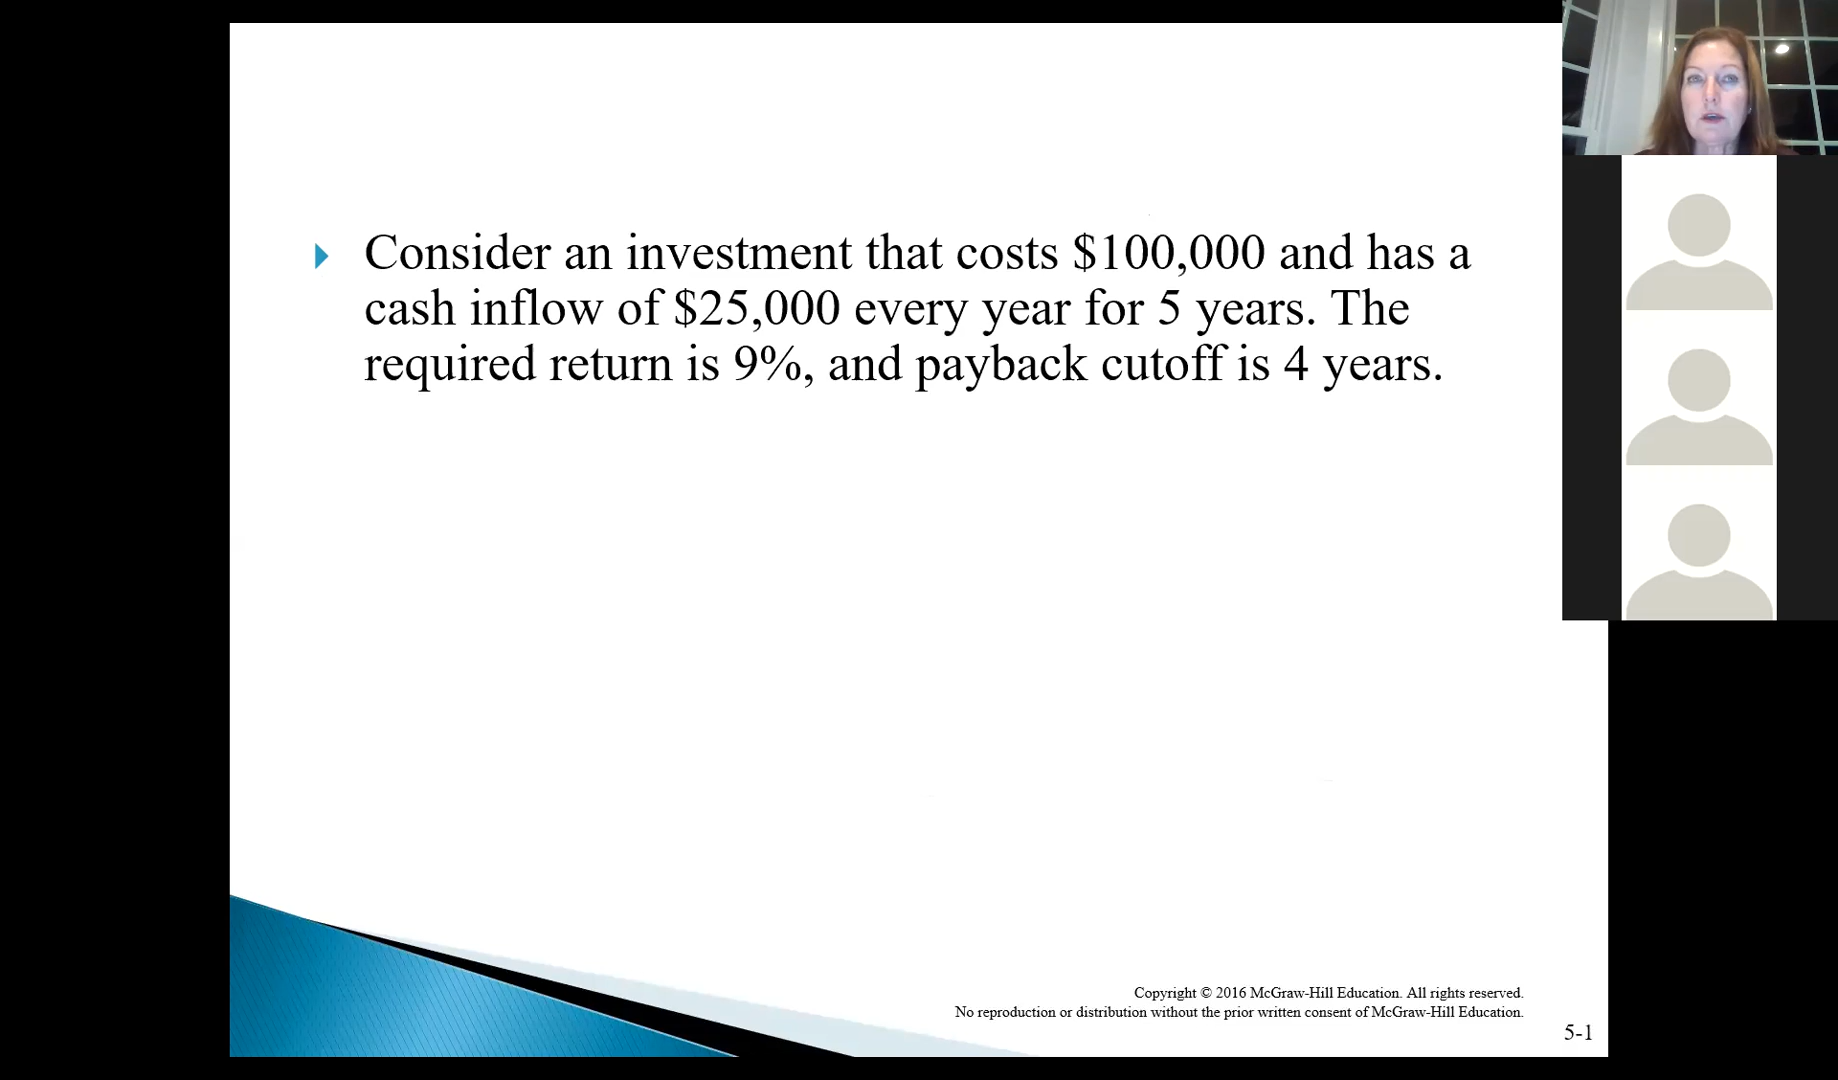 Consider an investment that costs $100,000 and has a
cash inflow of $25,000 every year for 5 years. The
required return is 9%, and payback cutoff is 4 years.
Copyright © 2016 McGraw-Hill Education. All rights reserved.
No reproduction or distribution without the prior written consent of McGraw-Hill Education.
5-1